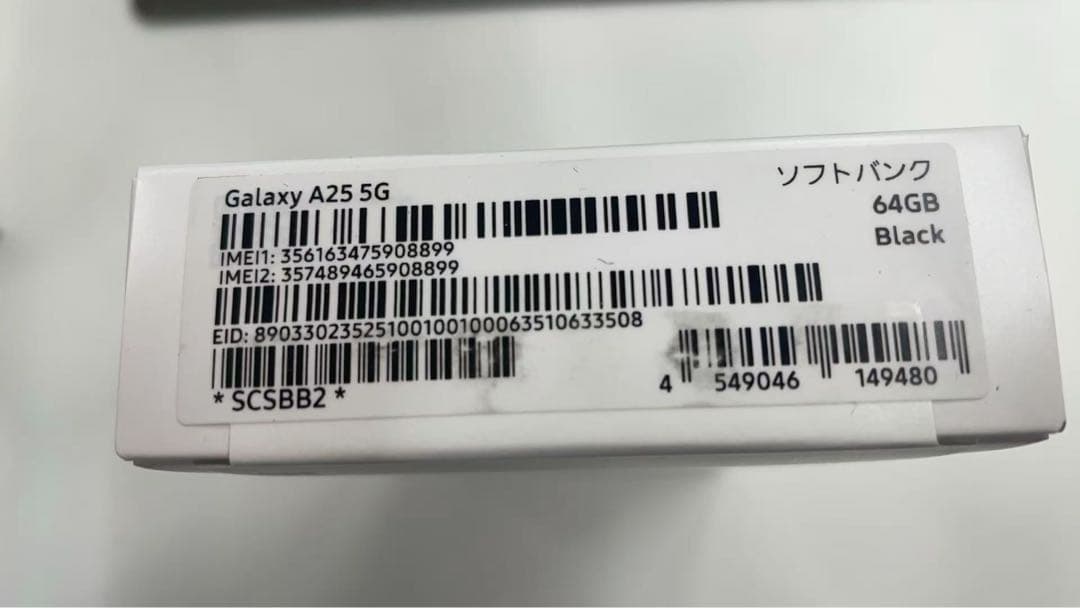 Galaxy A25 5G
ソフトバンク
64GB
Black
IMEI1: 356163475908899
IMEI2: 357489465908899
EID: 89033023525100100100063510633508
* SCSBB2 *
4 549046 149480